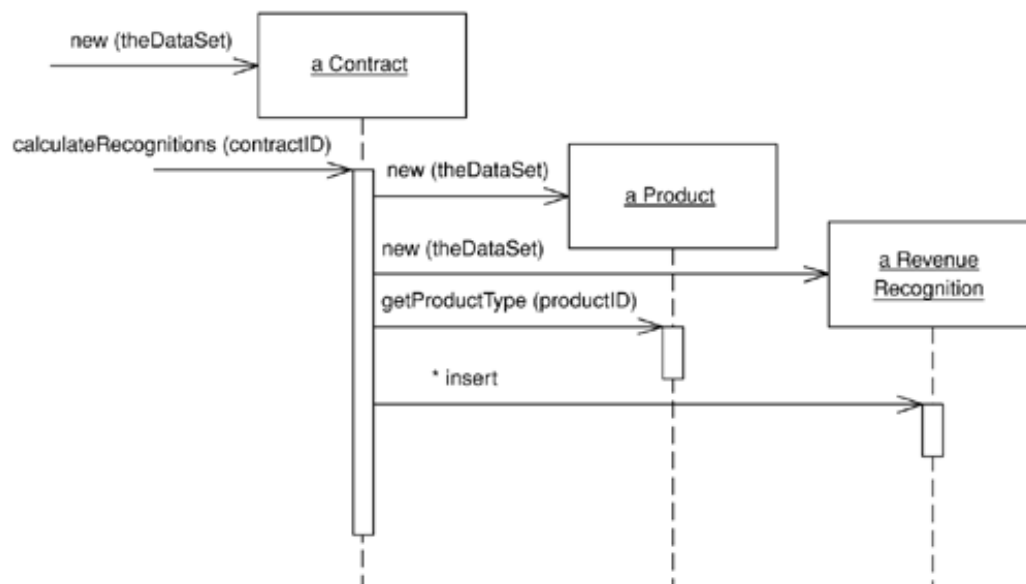 new (theDataSet)
a Contract
calculateRecognitions (contractID)
new (theDataSet)
a Product
new (theDataSet)
a Revenue
Recognition
getProductType (productID)
* insert